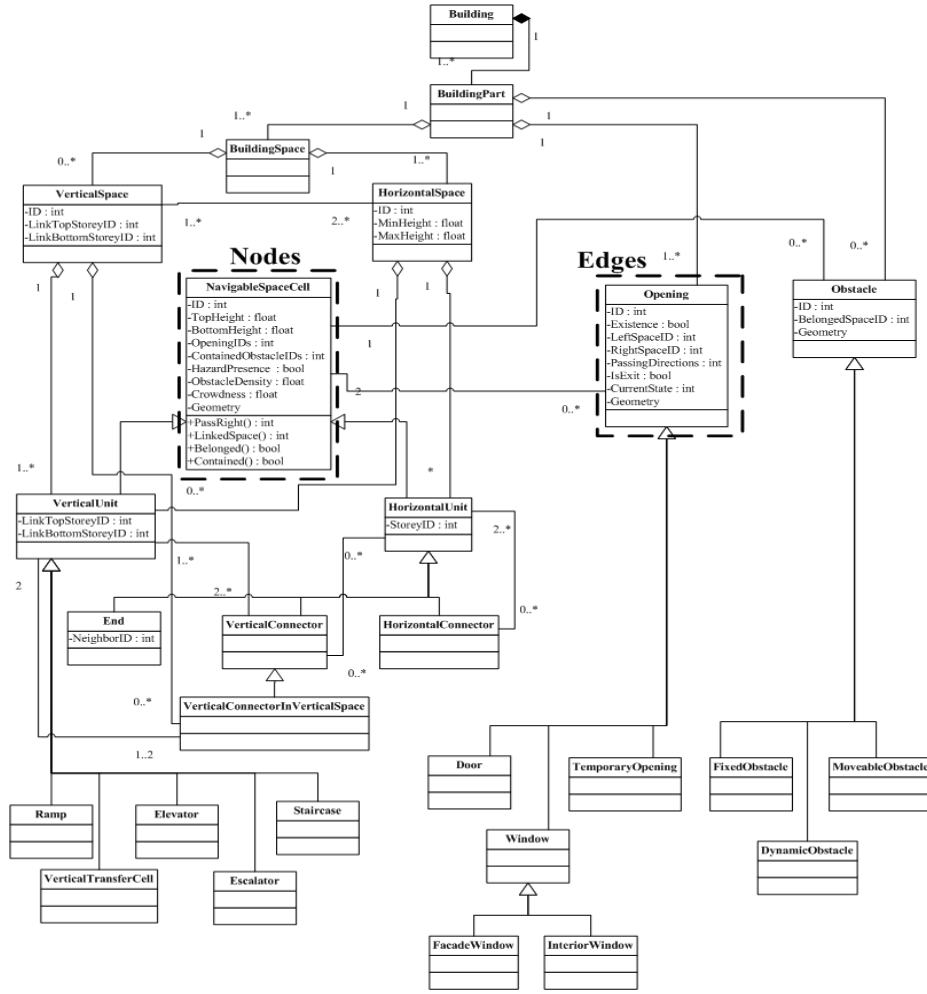 Building
1
1..*
BuildingPart
1..*
1
1
1
1
BuildingSpace
1
0..*
1..*
VerticalSpace
-ID : int
-LinkTopStoreyID : int
-LinkBottomStoreyID : int
HorizontalSpace
-ID : int
-MinHeight : float
-MaxHeight : float
1..*
2..*
Nodes
Edges
1..*
0..*
0..*
1
1
1
1
1
NavigableSpaceCell
-ID : int
-TopHeight : float
-BottomHeight : float
-OpeningIDs : int
-ContainedObstacleIDs : int
-HazardPresence : bool
-ObstacleDensity : float
-Crowdness : float
-Geometry
+PassRight() : int
+LinkedSpace() : int
+Belonged() : bool
+Contained() : bool
Opening
-ID : int
-Existence : bool
-LeftSpaceID : int
-RightSpaceID : int
-PassingDirections : int
-IsExit : bool
-CurrentState : int
-Geometry
Obstacle
-ID : int
-BelongedSpaceID : int
-Geometry
2
0..*
1..*
0..*
*
VerticalUnit
-LinkTopStoreyID : int
-LinkBottomStoreyID : int
HorizontalUnit
-StoreyID : int
2..*
1..*
0..*
2
2..*
0..*
End
-NeighborID : int
VerticalConnector
HorizontalConnector
0..*
0..*
VerticalConnectorInVerticalSpace
1..2
Door
TemporaryOpening
FixedObstacle
MoveableObstacle
Ramp
Elevator
Staircase
Window
VerticalTransferCell
Escalator
DynamicObstacle
FacadeWindow
InteriorWindow